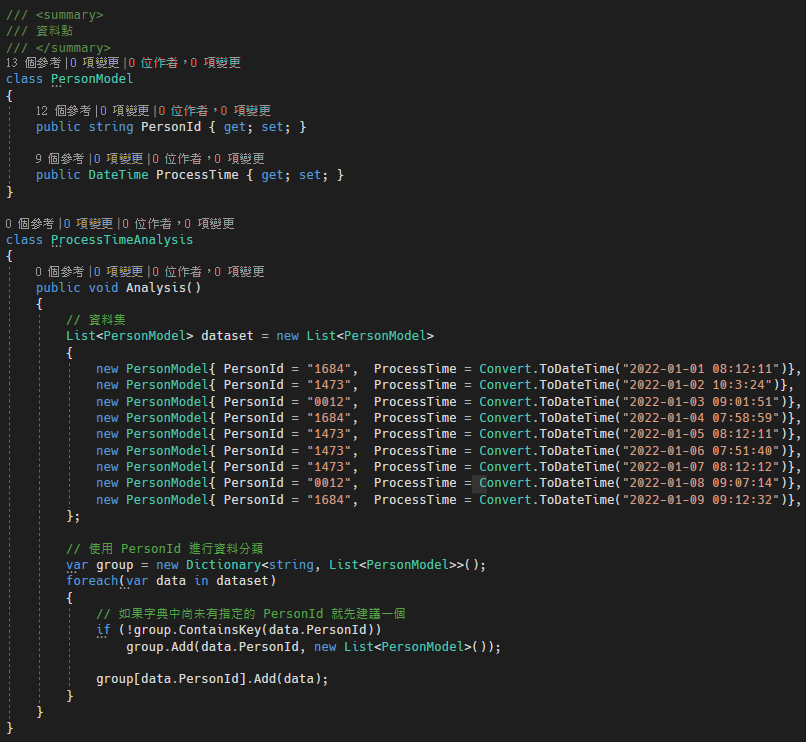 /// <summary>
/// 資料點
/// </summary>
13 個參考|0 項變更|0 位作者，0 項變更
class PersonModel
{
12 個參考|0 項變更|0 位作者，0 項變更
public string PersonId { get; set; }
9 個參考|0 項變更|0 位作者，0 項變更
public DateTime ProcessTime { get; set; }
}
0 個參考|0 項變更|0 位作者，0 項變更
class ProcessTimeAnalysis
{
0 個參考|0 項變更|0 位作者，0 項變更
public void Analysis()
{
// 資料集
List<PersonModel> dataset = new List<PersonModel>
{
new PersonModel{ PersonId = "1684",  ProcessTime = Convert.ToDateTime("2022-01-01 08:12:11")},
new PersonModel{ PersonId = "1473",  ProcessTime = Convert.ToDateTime("2022-01-02 10:3:24")},
new PersonModel{ PersonId = "0012",  ProcessTime = Convert.ToDateTime("2022-01-03 09:01:51")},
new PersonModel{ PersonId = "1684",  ProcessTime = Convert.ToDateTime("2022-01-04 07:58:59")},
new PersonModel{ PersonId = "1473",  ProcessTime = Convert.ToDateTime("2022-01-05 08:12:11")},
new PersonModel{ PersonId = "1473",  ProcessTime = Convert.ToDateTime("2022-01-06 07:51:40")},
new PersonModel{ PersonId = "1473",  ProcessTime = Convert.ToDateTime("2022-01-07 08:12:12")},
new PersonModel{ PersonId = "0012",  ProcessTime = Convert.ToDateTime("2022-01-08 09:07:14")},
new PersonModel{ PersonId = "1684",  ProcessTime = Convert.ToDateTime("2022-01-09 09:12:32")},
};
// 使用 PersonId 進行資料分類
var group = new Dictionary<string, List<PersonModel>>();
foreach(var data in dataset)
{
// 如果字典中尚未有指定的 PersonId 就先建議一個
if (!group.ContainsKey(data.PersonId))
group.Add(data.PersonId, new List<PersonModel>());
group[data.PersonId].Add(data);
}
}
}